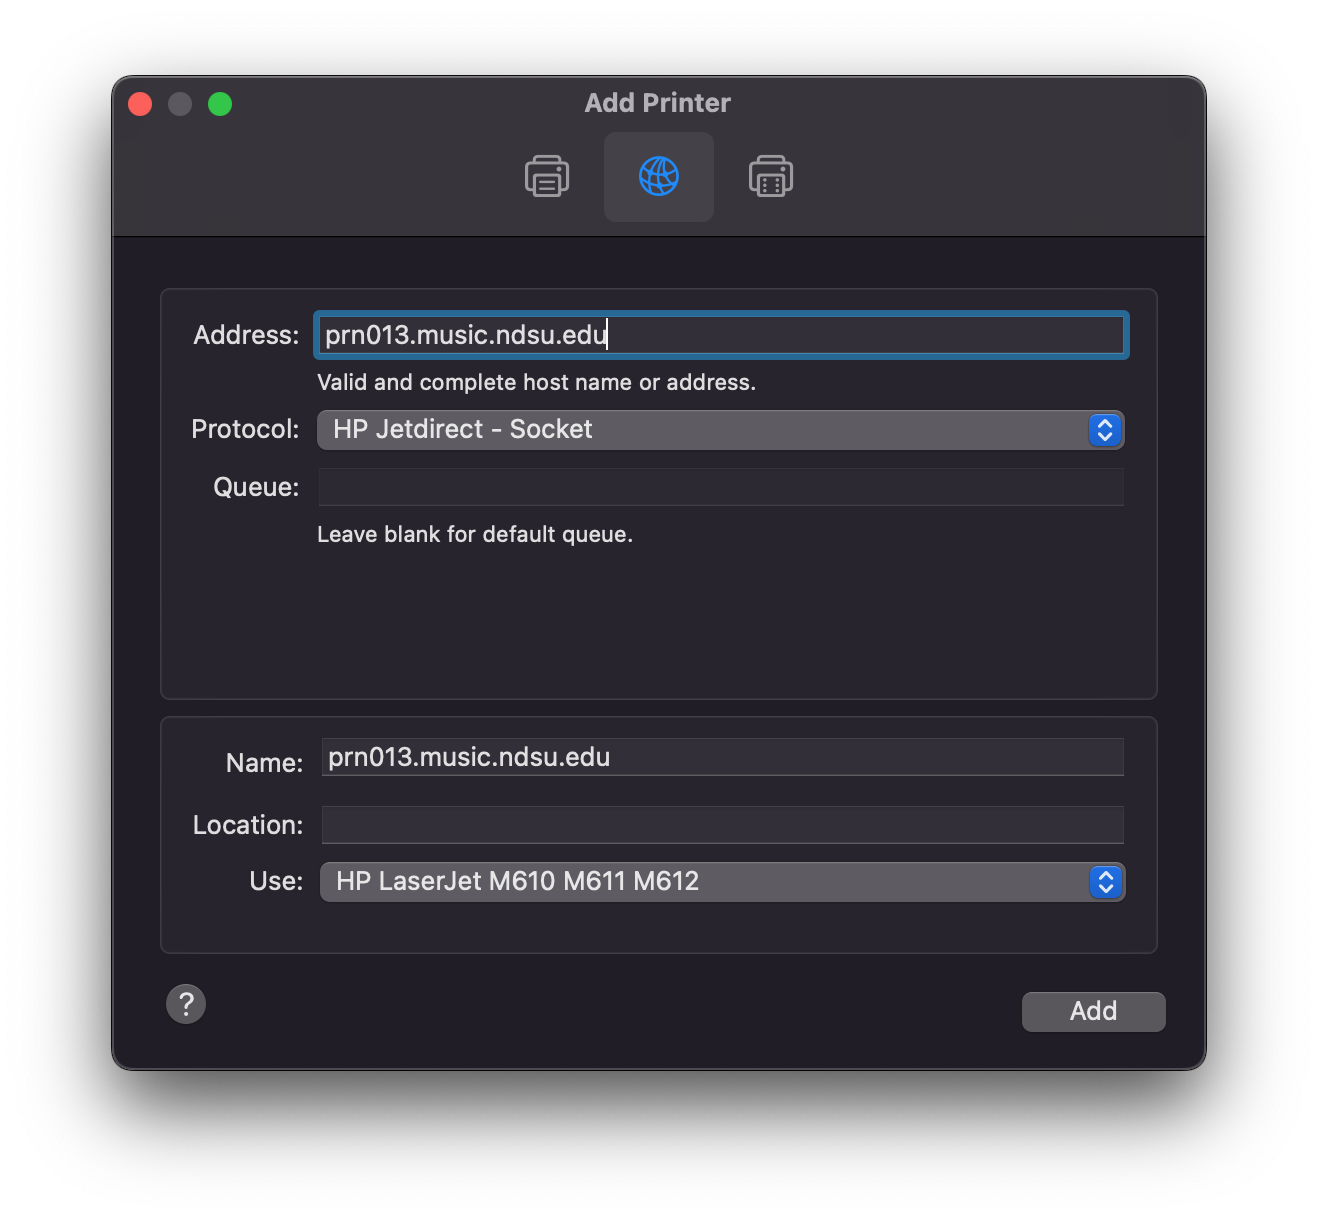 Add Printer
Address: prn013.music.ndsu.edu
Valid and complete host name or address.
Protocol: HP Jetdirect - Socket
Queue:
Leave blank for default queue.
Name: prn013.music.ndsu.edu
Location:
Use: HP LaserJet M610 M611 M612
? Add